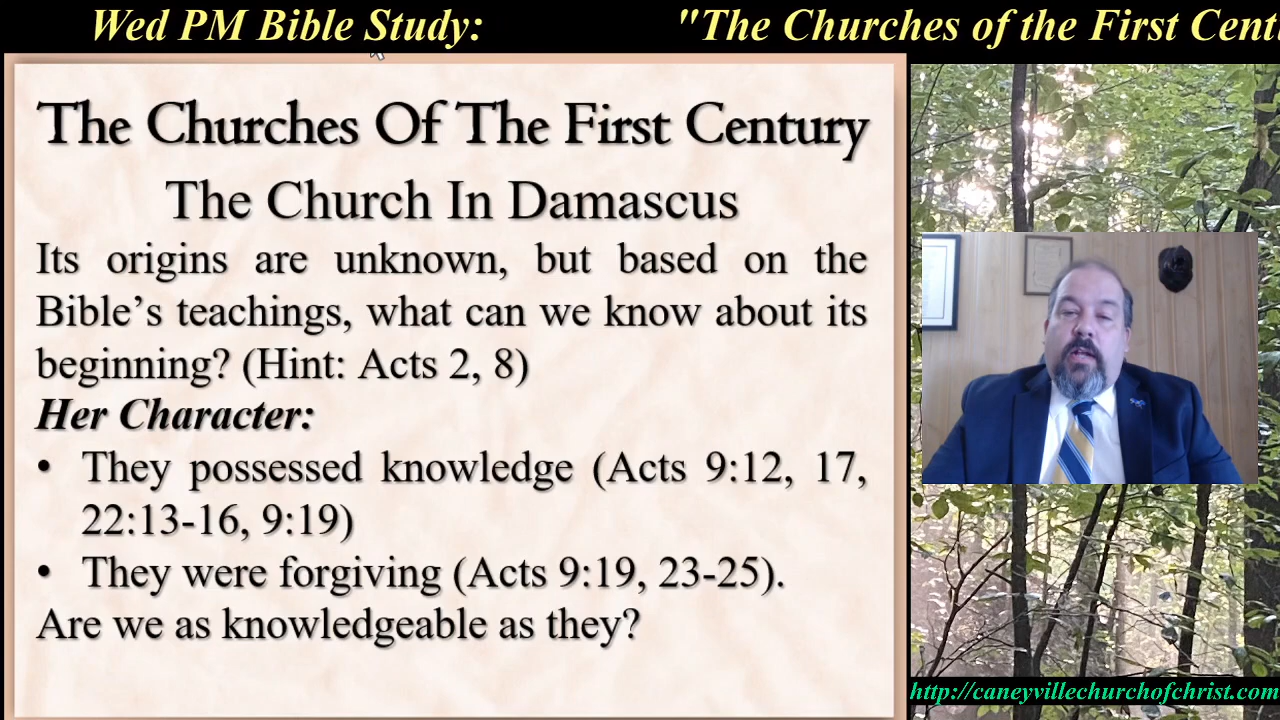 Wed PM Bible Study: "The Churches of the First Cent
The Churches Of The First Century
The Church In Damascus
Its origins are unknown, but based on the
Bible's teachings, what can we know about its
beginning? (Hint: Acts 2, 8)
Her Character:
• They possessed knowledge (Acts 9:12, 17,
22:13-16, 9:19)
• They were forgiving (Acts 9:19, 23-25).
Are we as knowledgeable as they?
http://caneyvillechurchofchrist.com